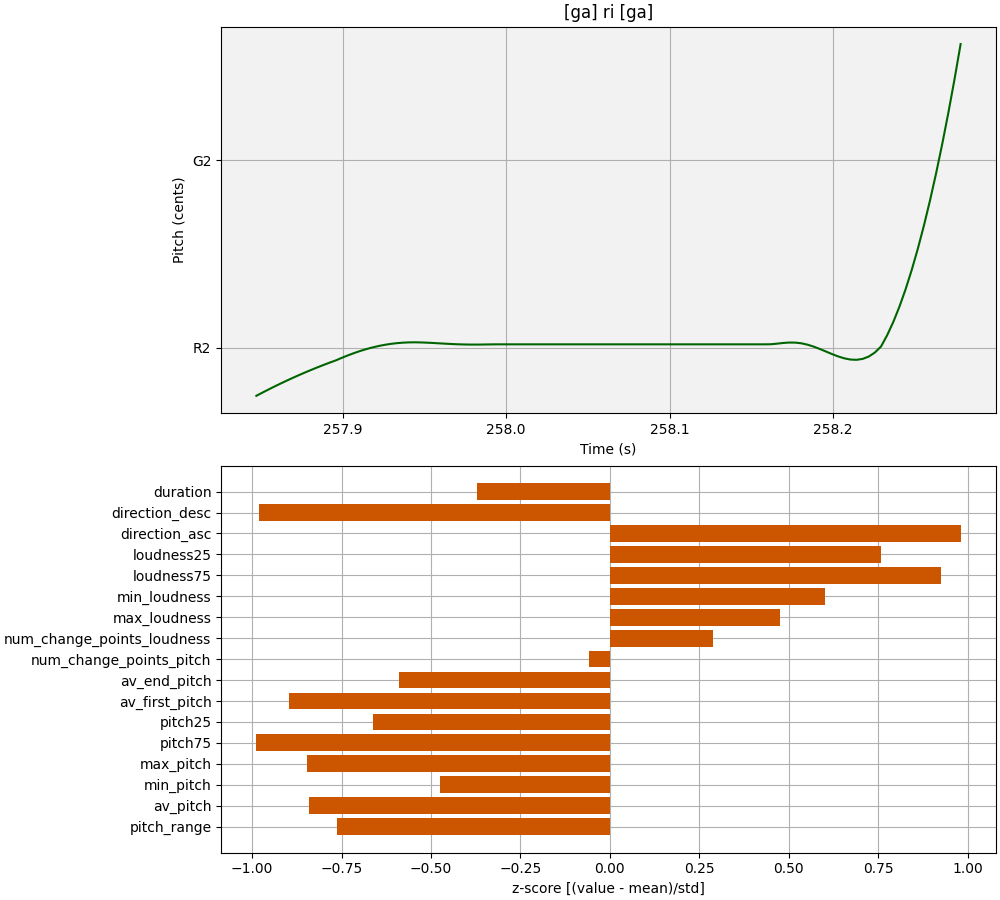 [ga] ri [ga]
G2
R2
Pitch (cents)
257.9 258.0 258.1 258.2
Time (s)
duration
direction_desc
direction_asc
loudness25
loudness75
min_loudness
max_loudness
num_change_points_loudness
num_change_points_pitch
av_end_pitch
av_first_pitch
pitch25
pitch75
max_pitch
min_pitch
av_pitch
pitch_range
−1.00 −0.75 −0.50 −0.25 0.00 0.25 0.50 0.75 1.00
z-score [(value - mean)/std]